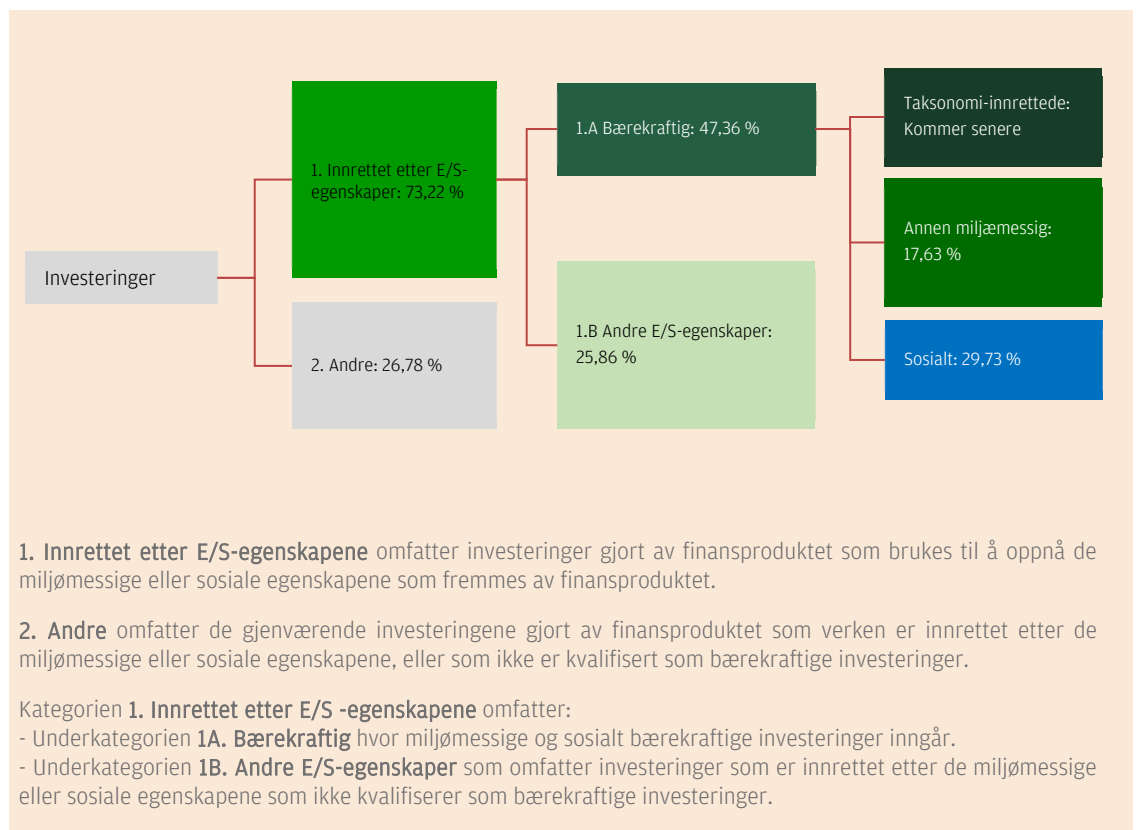 Investeringer
1. Innrettet etter E/S-
egenskaper: 73,22 %
2. Andre: 26,78 %
1.A Bærekraftig: 47,36 %
1.B Andre E/S-egenskaper:
25,86 %
Taksonomi-innrettede:
Kommer senere
Annen miljæmessig:
17,63 %
Sosialt: 29,73 %
1. Innrettet etter E/S-egenskapene omfatter investeringer gjort av finansproduktet som brukes til å oppnå de
miljømessige eller sosiale egenskapene som fremmes av finansproduktet.
2. Andre omfatter de gjenværende investeringene gjort av finansproduktet som verken er innrettet etter de
miljømessige eller sosiale egenskapene, eller som ikke er kvalifisert som bærekraftige investeringer.
Kategorien 1. Innrettet etter E/S -egenskapene omfatter:
- Underkategorien 1A. Bærekraftig hvor miljømessige og sosialt bærekraftige investeringer inngår.
- Underkategorien 1B. Andre E/S-egenskaper som omfatter investeringer som er innrettet etter de miljømessige
eller sosiale egenskapene som ikke kvalifiserer som bærekraftige investeringer.